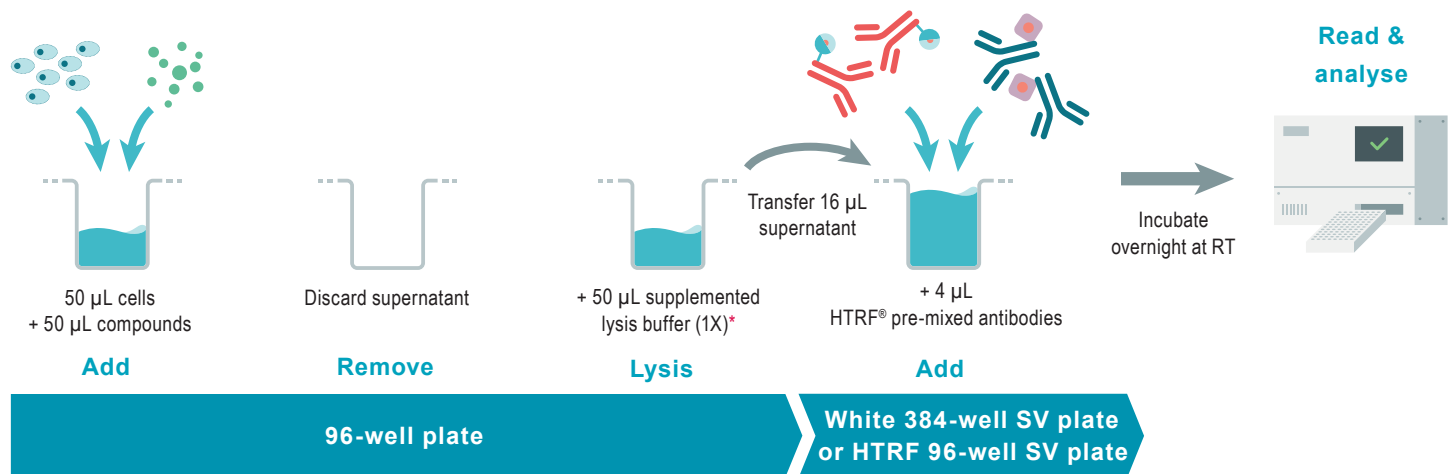 50 µL cells
+ 50 µL compounds
Add
Discard supernatant
Remove
+ 50 µL supplemented
lysis buffer (1X)*
Lysis
Transfer 16 µL
supernatant
+ 4 µL
HTRF® pre-mixed antibodies
Add
Incubate
overnight at RT
Read &
analyse
96-well plate
White 384-well SV plate
or HTRF 96-well SV plate